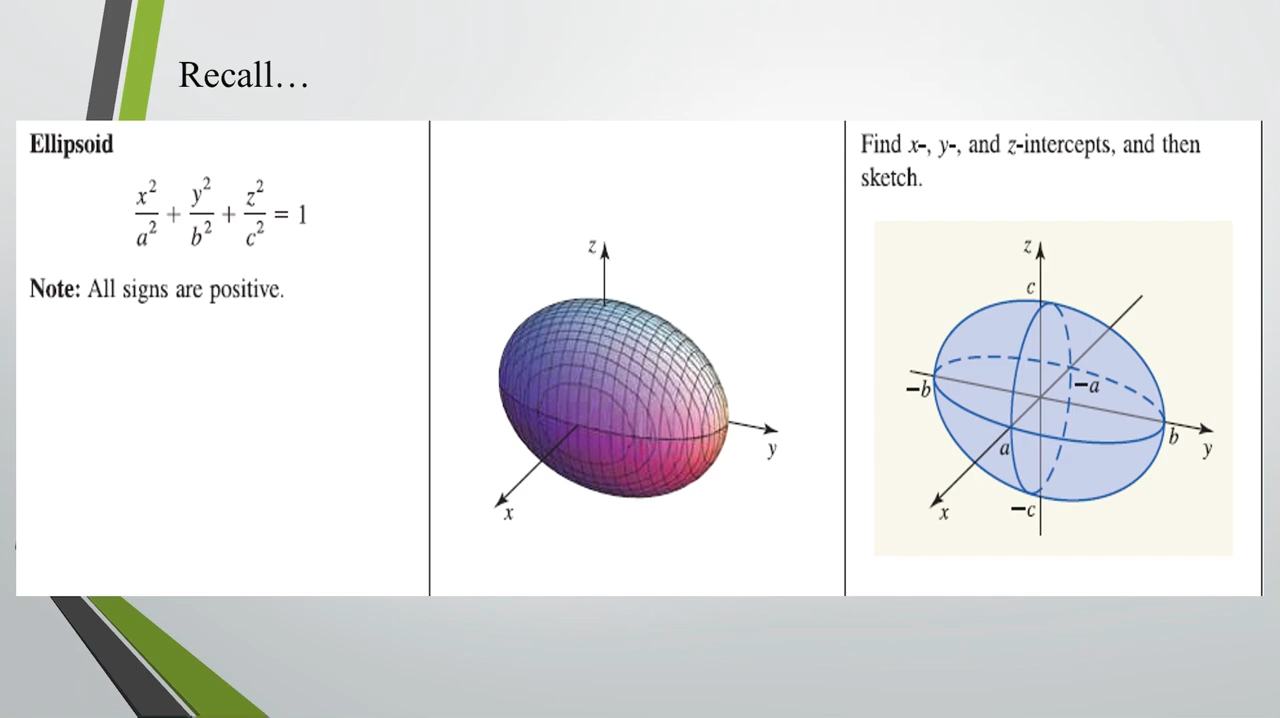 Recall…
Ellipsoid
x²/a² + y²/b² + z²/c² = 1
Note: All signs are positive.
z
y
x
Find x-, y-, and z-intercepts, and then
sketch.
z
c
−b
−a
a
b
y
x
−c